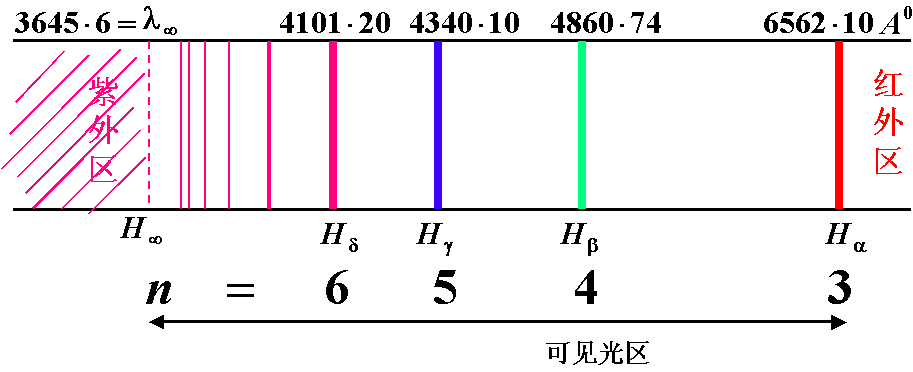 3645·6=λ∞ 4101·20 4340·10 4860·74 6562·10 A⁰
紫外区
红外区
H∞ Hδ Hγ Hβ Hα
n = 6 5 4 3
可见光区